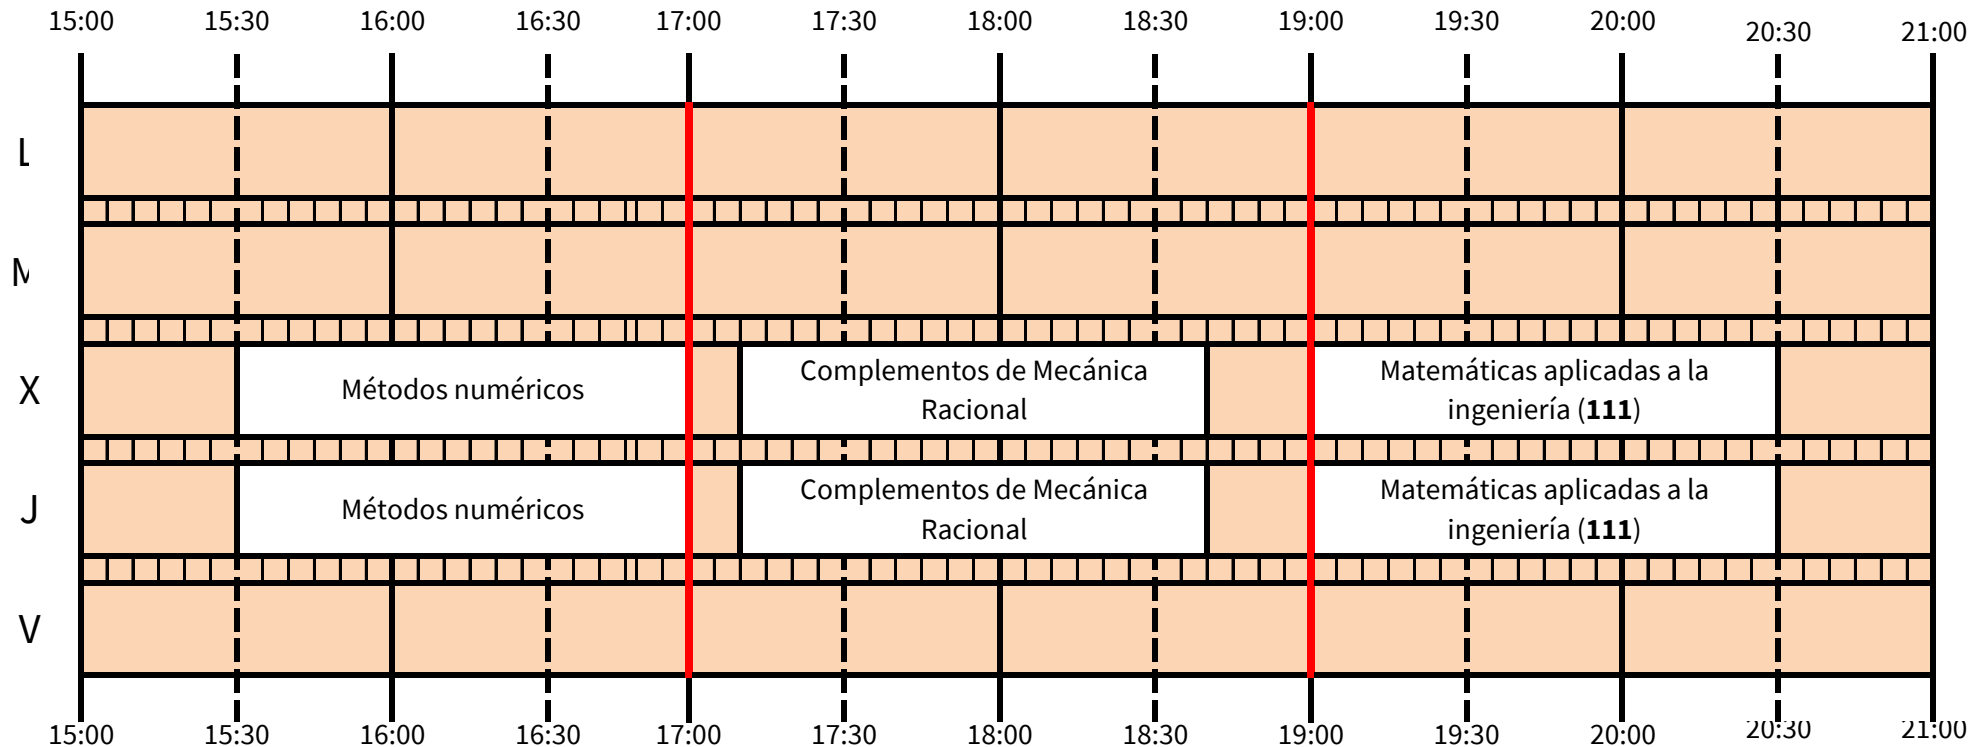 15:00 15:30 16:00 16:30 17:00 17:30 18:00 18:30 19:00 19:30 20:00 20:30 21:00
L
M
X
Métodos numéricos
Complementos de Mecánica
Racional
Matemáticas aplicadas a la
ingeniería (111)
J
Métodos numéricos
Complementos de Mecánica
Racional
Matemáticas aplicadas a la
ingeniería (111)
V
15:00 15:30 16:00 16:30 17:00 17:30 18:00 18:30 19:00 19:30 20:00 20:30 21:00